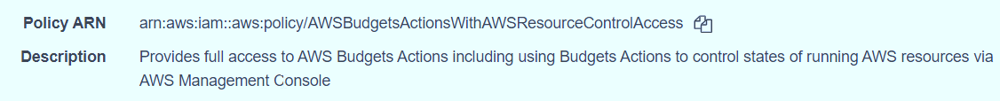 Policy ARN arn:aws:iam::aws:policy/AWSBudgetsActionsWithAWSResourceControlAccess
Description Provides full access to AWS Budgets Actions including using Budgets Actions to control states of running AWS resources via
AWS Management Console